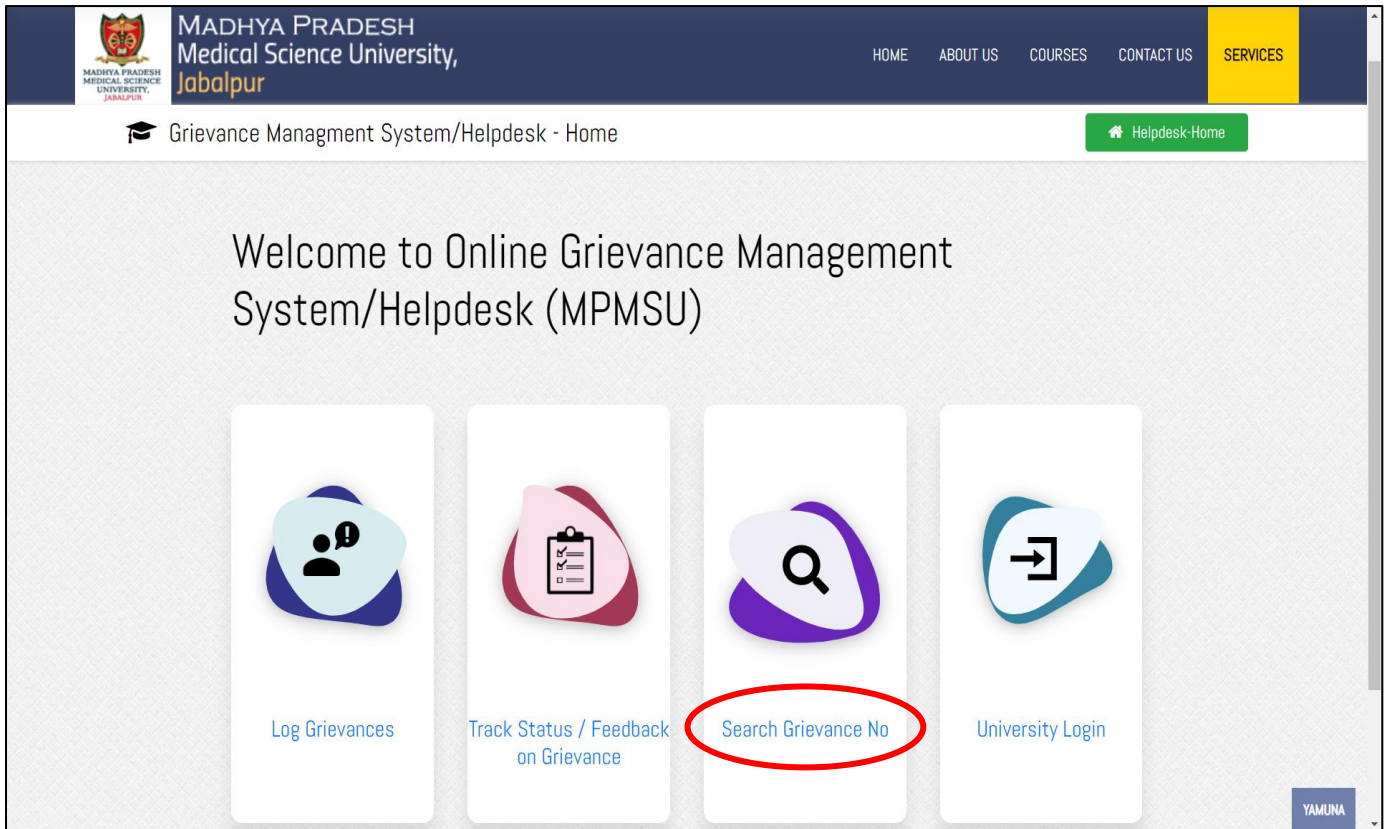 MADHYA PRADESH
Medical Science University,
Jabalpur
MADHYA PRADESH
MEDICAL SCIENCE
UNIVERSITY,
JABALPUR
HOME ABOUT US COURSES CONTACT US SERVICES
Grievance Managment System/Helpdesk - Home
Helpdesk-Home
Welcome to Online Grievance Management
System/Helpdesk (MPMSU)
Log Grievances
Track Status / Feedback
on Grievance
Search Grievance No
University Login
YAMUNA